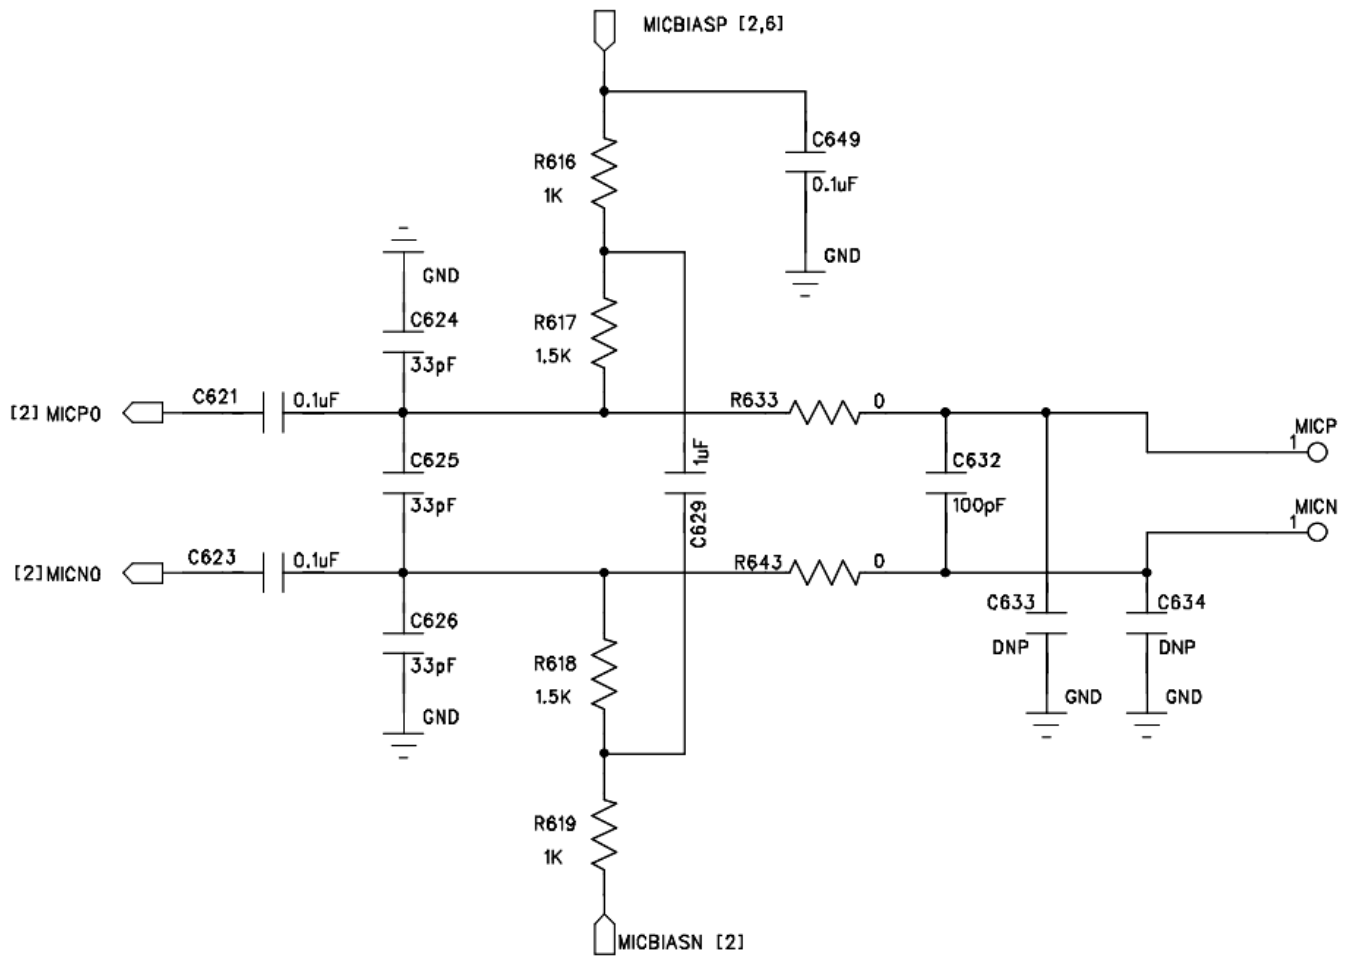 MICBIASP [2,6]
C649
0.1uF
GND
R616
1K
GND
C624
33pF
R617
1.5K
[2] MICP0
C621
0.1uF
R633
0
MICP
1
C625
33pF
1uF
C629
C632
100pF
MICN
1
[2]MICN0
C623
0.1uF
R643
0
C626
33pF
GND
R618
1.5K
C633
DNP
GND
C634
DNP
GND
R619
1K
MICBIASN [2]